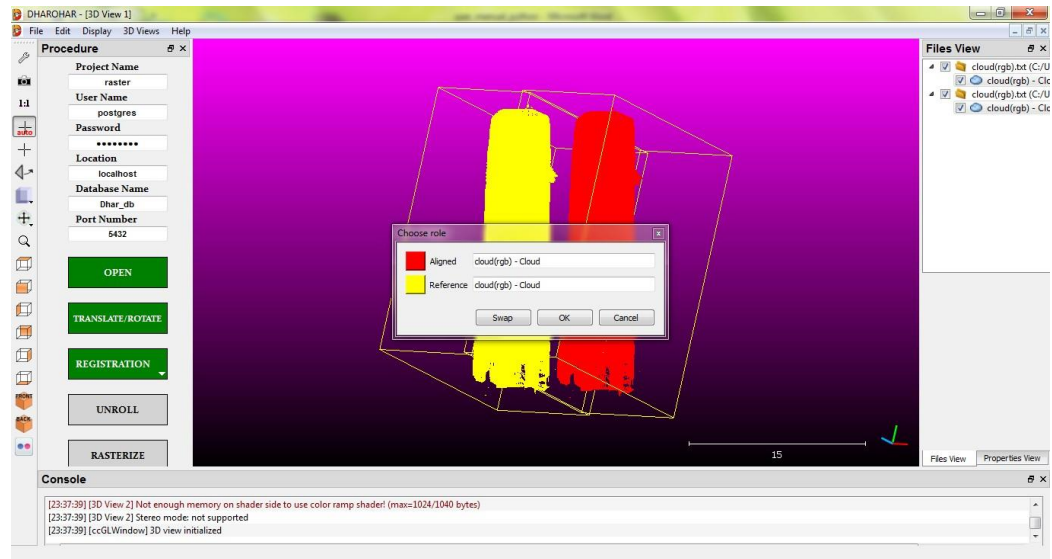 DHAROHAR - [3D View 1]
File Edit Display 3D Views Help
Procedure
Project Name
raster
User Name
postgres
Password
Location
localhost
Database Name
Dhar_db
Port Number
5432
OPEN
TRANSLATE/ROTATE
REGISTRATION
UNROLL
RASTERIZE
1:1
auto
FRONT
BACK
Choose role
Aligned cloud(rgb) - Cloud
Reference cloud(rgb) - Cloud
Swap OK Cancel
15
Files View
cloud(rgb).txt (C:/U
cloud(rgb) - Clo
cloud(rgb).txt (C:/U
cloud(rgb) - Clo
Files View Properties View
Console
[23:37:39] [3D View 2] Not enough memory on shader side to use color ramp shader! (max=1024/1040 bytes)
[23:37:39] [3D View 2] Stereo mode: not supported
[23:37:39] [ccGLWindow] 3D view initialized